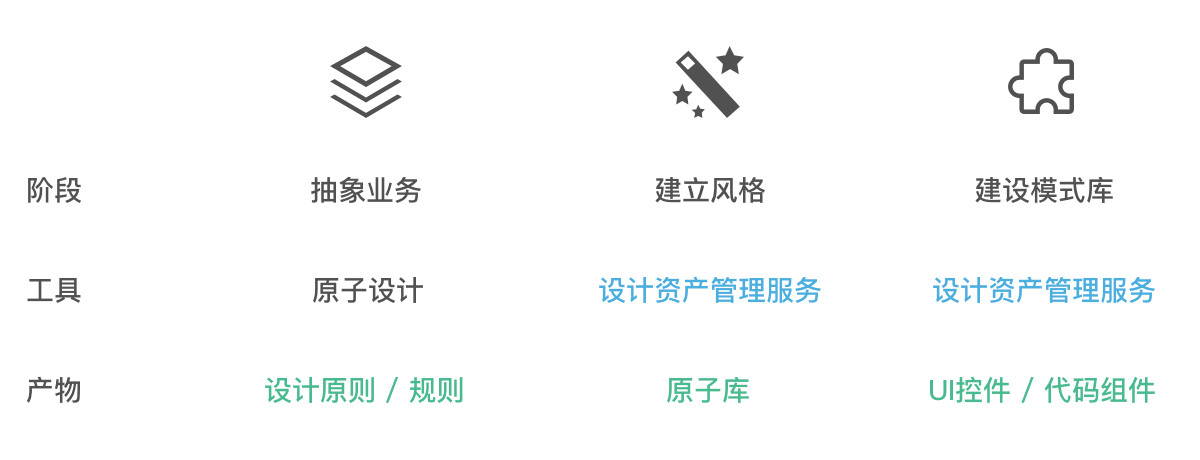 阶段 抽象业务 建立风格 建设模式库
工具 原子设计 设计资产管理服务 设计资产管理服务
产物 设计原则 / 规则 原子库 UI控件 / 代码组件